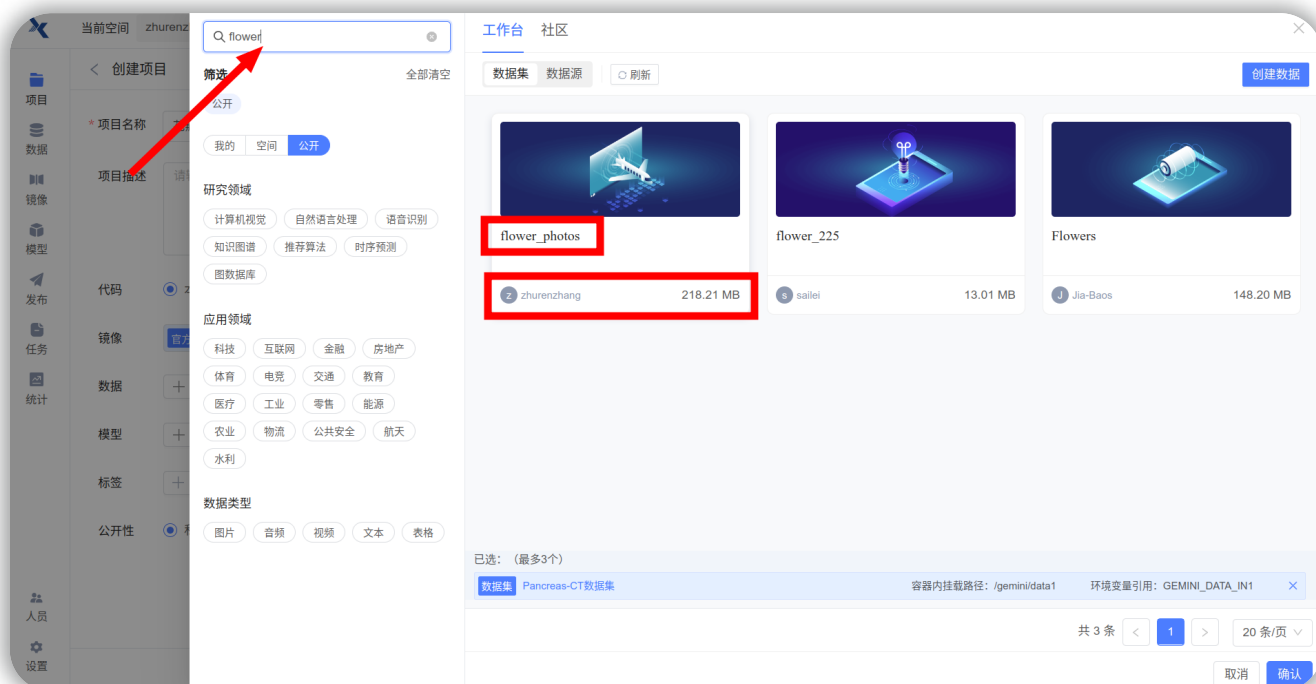 当前空间 zhurenz
创建项目
项目
数据
镜像
模型
发布
任务
统计
人员
设置
* 项目名称
项目描述
代码
镜像 官方
数据
模型
标签
公开性
flower
筛选 全部清空
公开
我的 空间 公开
研究领域
计算机视觉 自然语言处理 语音识别
知识图谱 推荐算法 时序预测
图数据库
应用领域
科技 互联网 金融 房地产
体育 电竞 交通 教育
医疗 工业 零售 能源
农业 物流 公共安全 航天
水利
数据类型
图片 音频 视频 文本 表格
工作台 社区
数据集 数据源 刷新 创建数据
flower_photos
z zhurenzhang 218.21 MB
flower_225
s sailei 13.01 MB
Flowers
J Jia-Baos 148.20 MB
已选：（最多3个）
数据集 Pancreas-CT数据集 容器内挂载路径：/gemini/data1 环境变量引用：GEMINI_DATA_IN1
共 3 条 < 1 > 20 条/页
取消 确认